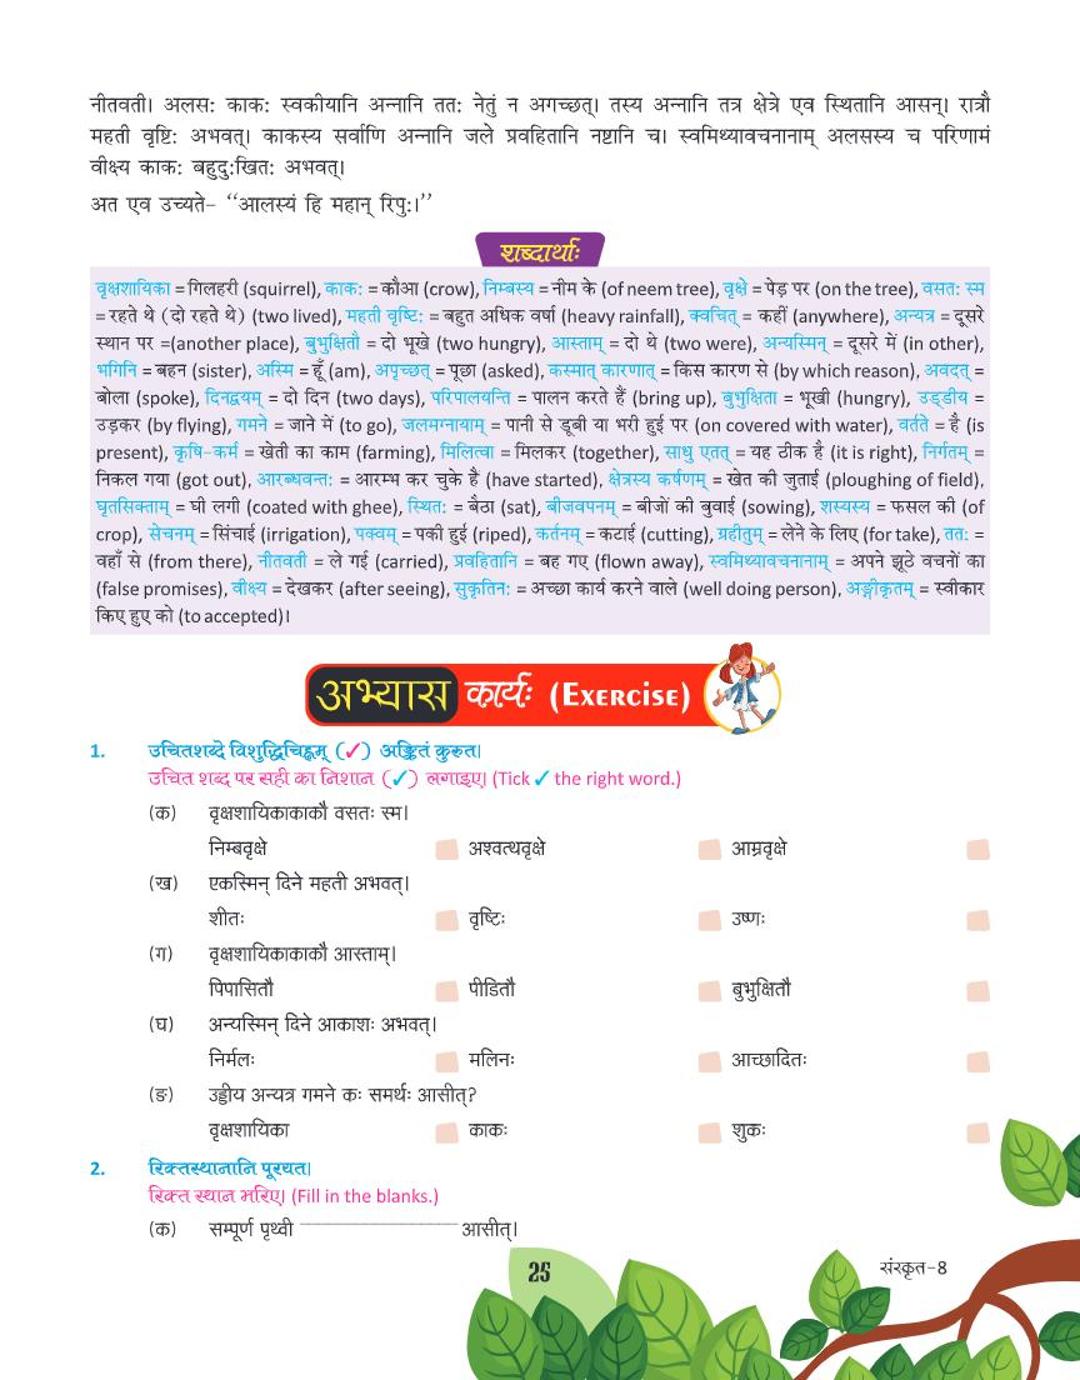 नीतवती। अलस: काक: स्वकीयानि अन्नानि तत: नेतुं न अगच्छत्। तस्य अन्नानि तत्र क्षेत्रे एव स्थितानि आसन्। रात्रौ
महती वृष्टि: अभवत्। काकस्य सर्वाणि अन्नानि जले प्रवहितानि नष्टानि च। स्वमिथ्यावचनानाम् अलसस्य च परिणामं
वीक्ष्य काक: बहुदु:खित: अभवत्।
अत एव उच्यते– ‘‘आलस्यं हि महान् रिपु:।’’
शब्दार्थाः
वृक्षशायिका = गिलहरी (squirrel), काक: = कौआ (crow), निम्बस्य = नीम के (of neem tree), वृक्षे = पेड़ पर (on the tree), वसत: स्म
= रहते थे (दो रहते थे) (two lived), महती वृष्टि: = बहुत अधिक वर्षा (heavy rainfall), क्वचित् = कहीं (anywhere), अन्यत्र = दूसरे
स्थान पर =(another place), बुभुक्षितौ = दो भूखे (two hungry), आस्ताम् = दो थे (two were), अन्यस्मिन् = दूसरे में (in other),
भगिनि = बहन (sister), अस्मि = हूँ (am), अपृच्छत् = पूछा (asked), कस्मात् कारणात् = किस कारण से (by which reason), अवदत् =
बोला (spoke), दिनद्वयम् = दो दिन (two days), परिपालयन्ति = पालन करते हैं (bring up), बुभुक्षिता = भूखी (hungry), उड्डीय =
उड़कर (by flying), गमने = जाने में (to go), जलमग्नायाम् = पानी से डूबी या भरी हुई पर (on covered with water), वर्तते = है (is
present), कृषि-कर्म = खेती का काम (farming), मिलित्वा = मिलकर (together), साधु एतत् = यह ठीक है (it is right), निर्गतम् =
निकल गया (got out), आरब्धवन्त: = आरम्भ कर चुके है (have started), क्षेत्रस्य कर्षणम् = खेत की जुताई (ploughing of field),
घृतसिक्ताम् = घी लगी (coated with ghee), स्थित: = बैठा (sat), बीजवपनम् = बीजों की बुवाई (sowing), शस्यस्य = फसल की (of
crop), सेचनम् = सिंचाई (irrigation), पक्वम् = पकी हुई (riped), कर्तनम् = कटाई (cutting), ग्रहीतुम् = लेने के लिए (for take), तत: =
वहाँ से (from there), नीतवती = ले गई (carried), प्रवहितानि = बह गए (flown away), स्वमिथ्यावचनानाम् = अपने झूठे वचनों का
(false promises), वीक्ष्य = देखकर (after seeing), सुकृतिन: = अच्छा कार्य करने वाले (well doing person), अङ्गीकृतम् = स्वीकार
किए हुए को (to accepted)।
अभ्यास कार्यः (Exercise)
1. उचितशब्दे विशुद्धिचिह्नम् (✓) अङ्कितं कुरुत।
उचित शब्द पर सही का निशान (✓) लगाइए। (Tick ✓ the right word.)
(क) वृक्षशायिकाकाकौ वसतः स्म।
निम्बवृक्षे अश्वत्थवृक्षे आम्रवृक्षे
(ख) एकस्मिन् दिने महती अभवत्।
शीतः वृष्टिः उष्णः
(ग) वृक्षशायिकाकाकौ आस्ताम्।
पिपासितौ पीडितौ बुभुक्षितौ
(घ) अन्यस्मिन् दिने आकाशः अभवत्।
निर्मलः मलिनः आच्छादितः
(ङ) उड्डीय अन्यत्र गमने कः समर्थः आसीत्?
वृक्षशायिका काकः शुकः
2. रिक्तस्थानानि पूरयत।
रिक्त स्थान भरिए। (Fill in the blanks.)
(क) सम्पूर्ण पृथ्वी ________ आसीत्।
25
संस्कृत-8